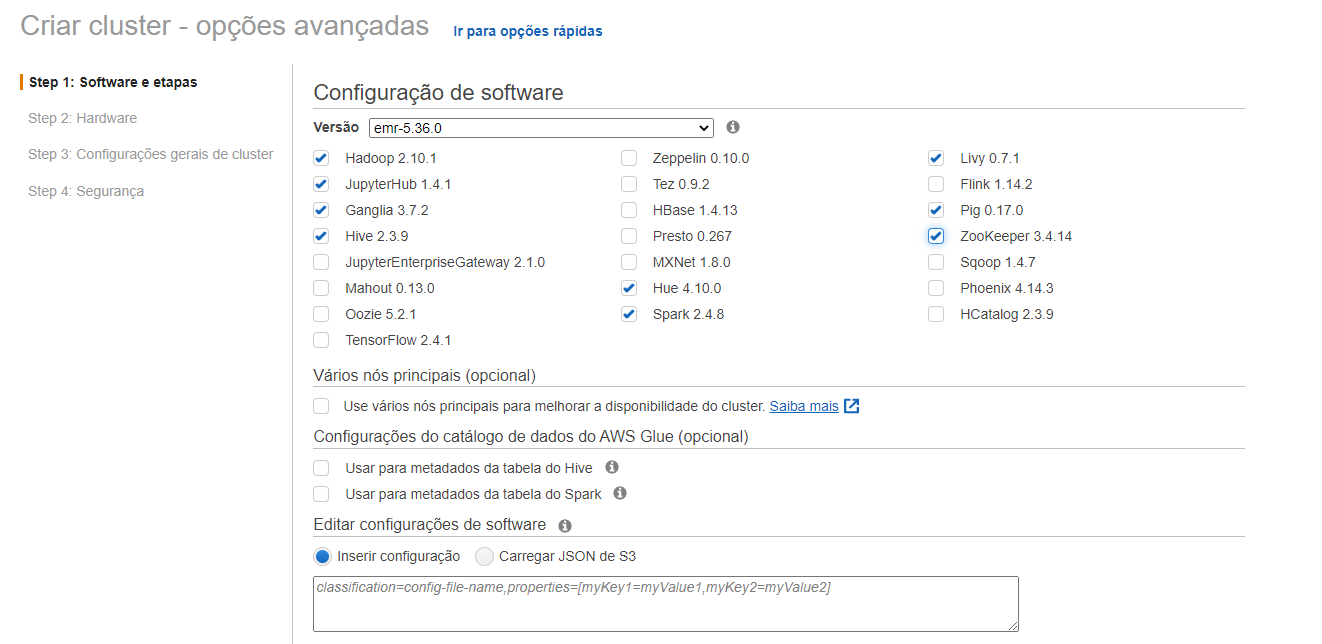 Criar cluster - opções avançadas Ir para opções rápidas
Step 1: Software e etapas
Step 2: Hardware
Step 3: Configurações gerais de cluster
Step 4: Segurança
Configuração de software
Versão emr-5.36.0
Hadoop 2.10.1 Zeppelin 0.10.0 Livy 0.7.1
JupyterHub 1.4.1 Tez 0.9.2 Flink 1.14.2
Ganglia 3.7.2 HBase 1.4.13 Pig 0.17.0
Hive 2.3.9 Presto 0.267 ZooKeeper 3.4.14
JupyterEnterpriseGateway 2.1.0 MXNet 1.8.0 Sqoop 1.4.7
Mahout 0.13.0 Hue 4.10.0 Phoenix 4.14.3
Oozie 5.2.1 Spark 2.4.8 HCatalog 2.3.9
TensorFlow 2.4.1
Vários nós principais (opcional)
Use vários nós principais para melhorar a disponibilidade do cluster. Saiba mais
Configurações do catálogo de dados do AWS Glue (opcional)
Usar para metadados da tabela do Hive
Usar para metadados da tabela do Spark
Editar configurações de software
Inserir configuração Carregar JSON de S3
classification=config-file-name,properties=[myKey1=myValue1,myKey2=myValue2]